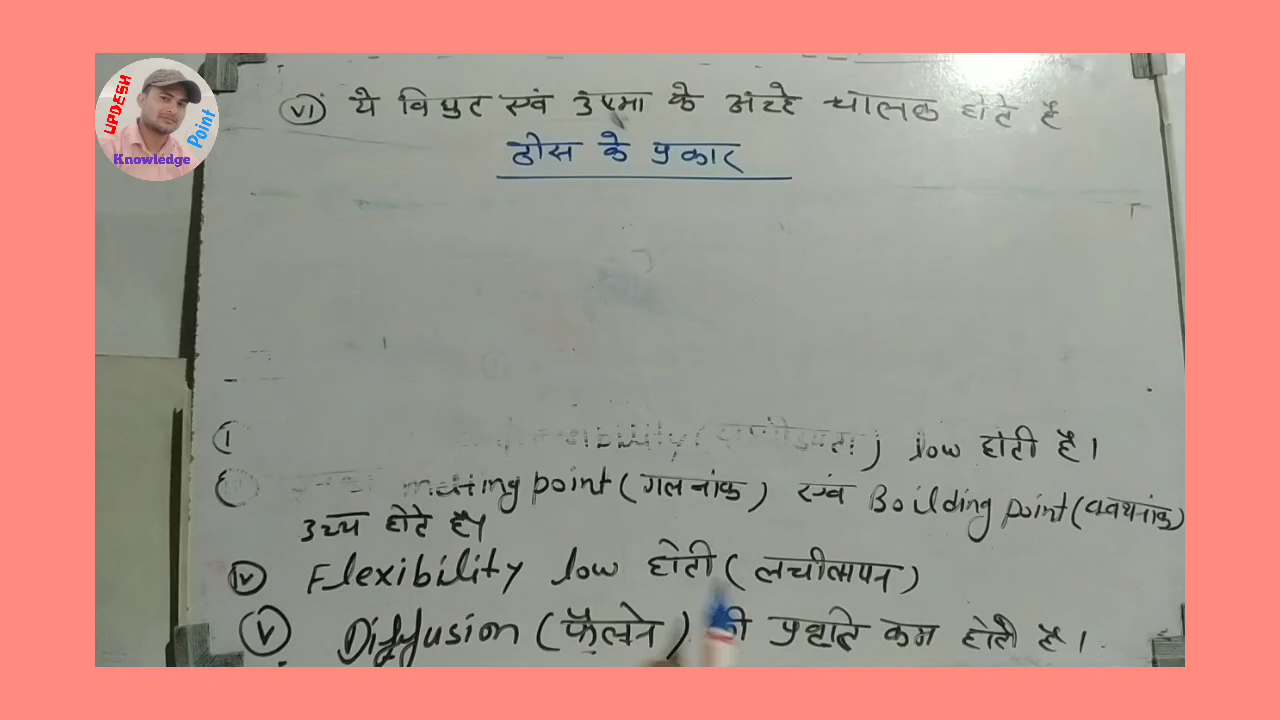 UPDESH
Knowledge
Point
(vi) ये विधुट एवं उष्मा के अच्छे चालक होते है
ठोस के प्रकार
(i) low होती है।
melting point (गलनांक) एवं Boilding point (क्वथनांक)
उच्च होते है।
(iv) Flexibility low होती (लचीलापन)
(v) Diffusion (फैलने) की प्रवृति कम होती है।